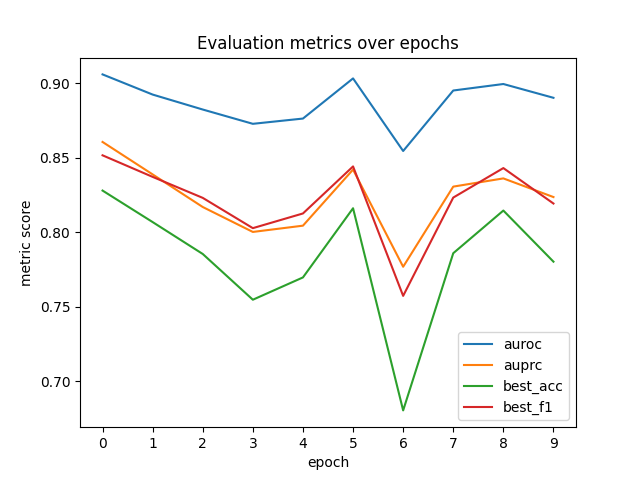 Evaluation metrics over epochs
metric score
0.90
0.85
0.80
0.75
0.70
auroc
auprc
best_acc
best_f1
0 1 2 3 4 5 6 7 8 9
epoch